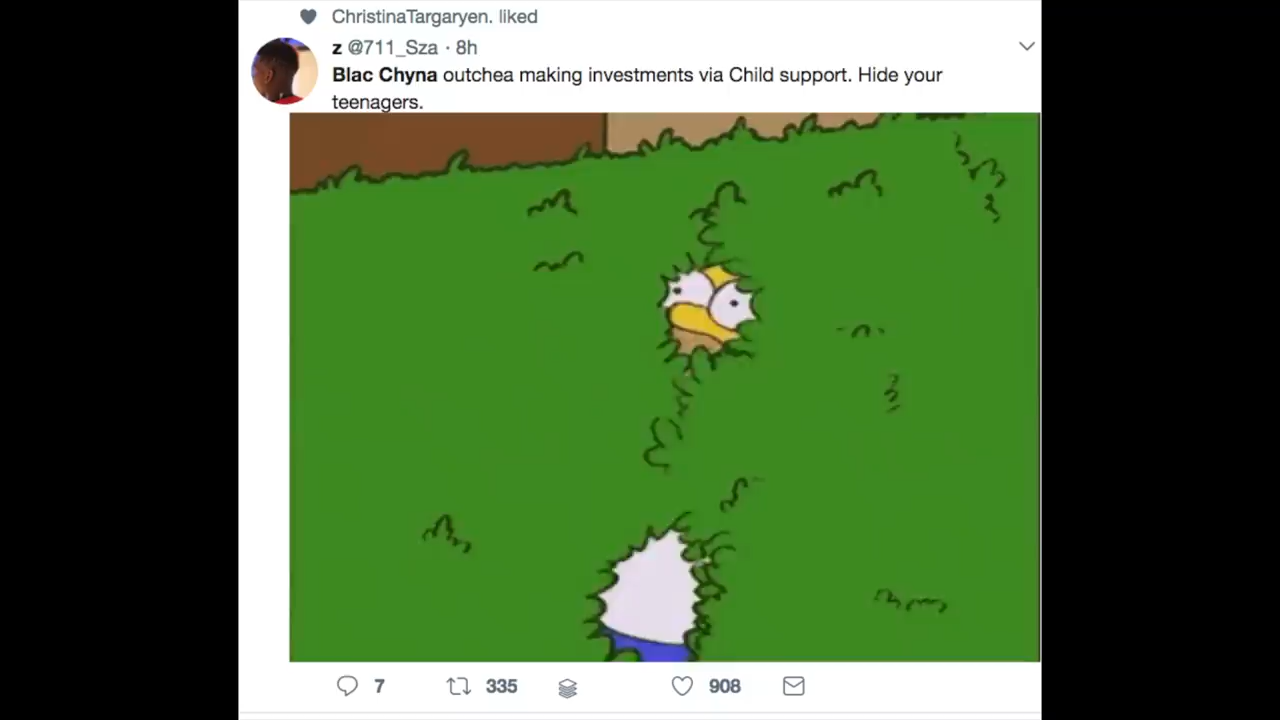 ChristinaTargaryen. liked
z @711_Sza · 8h
Blac Chyna outchea making investments via Child support. Hide your
teenagers.
7 335 908